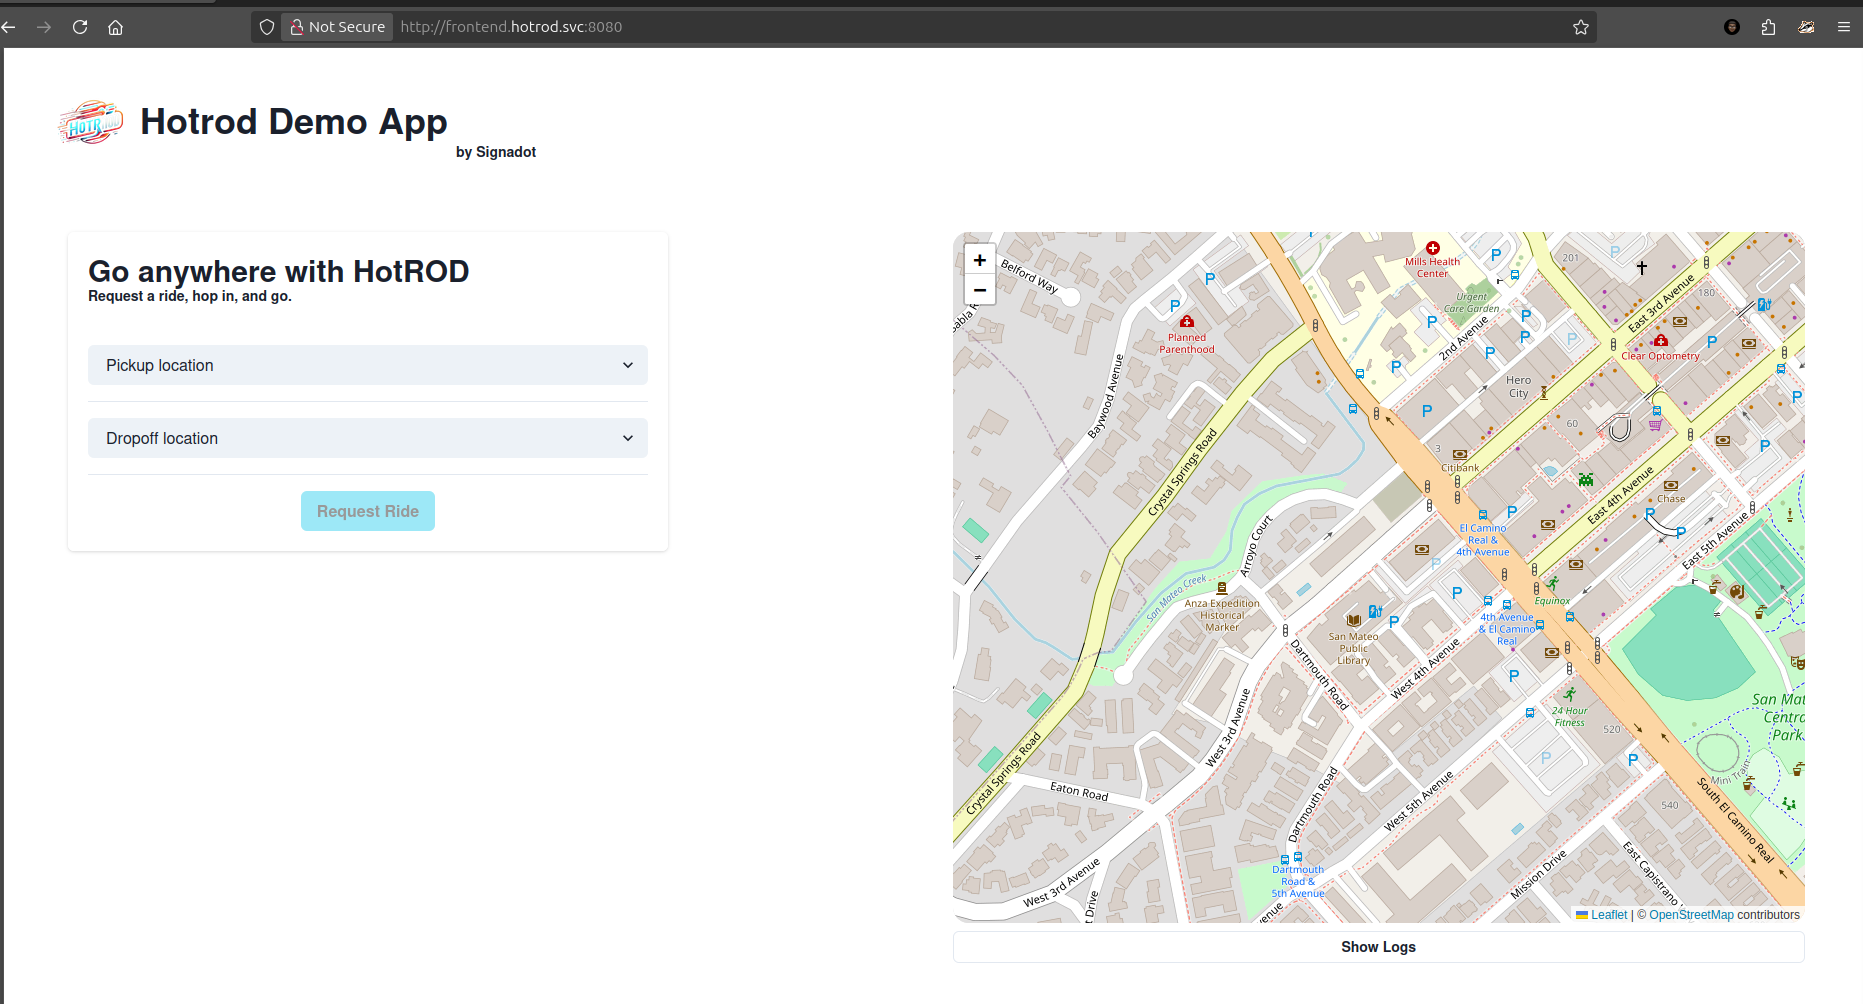 Not Secure
http://frontend.hotrod.svc:8080
HOTR
Hotrod Demo App
by Signadot
Go anywhere with HotROD
Request a ride, hop in, and go.
Pickup location
Dropoff location
Request Ride
+
−
Belford Way
Planned
Parenthood
Baywood Avenue
Crystal Springs Road
Mills Health
Center
Urgent
Care Garden
2nd Avenue
201
180
East 3rd Avenue
Clear Optometry
Hero
City
60
3
Citibank
East 4th Avenue
Chase
El Camino
Real &
4th Avenue
East 5th Avenue
Arroyo Court
San Mateo Creek
Anza Expedition
Historical
Marker
Equinox
4th Avenue
& El Camino
Real
San Mateo
Public
Library
Dartmouth Road
West 4th Avenue
24 Hour
Fitness
520
San Mat
Centra
Park
Mini Train
West 3rd Avenue
Crystal Springs Road
Eaton Road
Dartmouth Road
West 5th Avenue
540
South El Camino Real
Mission Drive
East Capistrano
West 3rd Avenue
t Drive
Dartmouth
Road &
5th Avenue
enue
Leaflet | © OpenStreetMap contributors
Show Logs